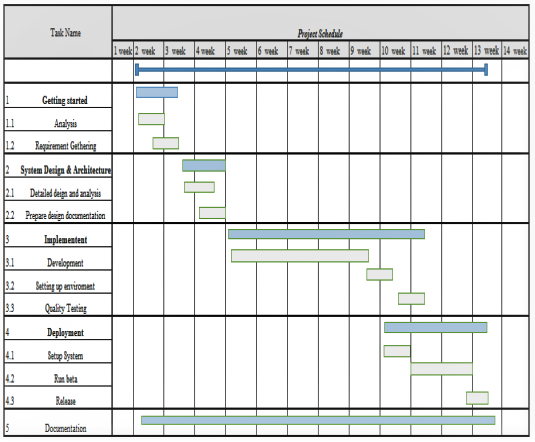 Task Name
Project Schedule
1 week 2 week 3 week 4 week 5 week 6 week 7 week 8 week 9 week 10 week 11 week 12 week 13 week 14 week
1 Getting started
1.1 Analysis
1.2 Requirement Gethering
2 System Design & Architecture
2.1 Detailed deign and analysis
2.2 Prepare design documentation
3 Implementent
3.1 Development
3.2 Setting up enviroment
3.3 Quality Testing
4 Deployment
4.1 Setup System
4.2 Run beta
4.3 Release
5 Documentation